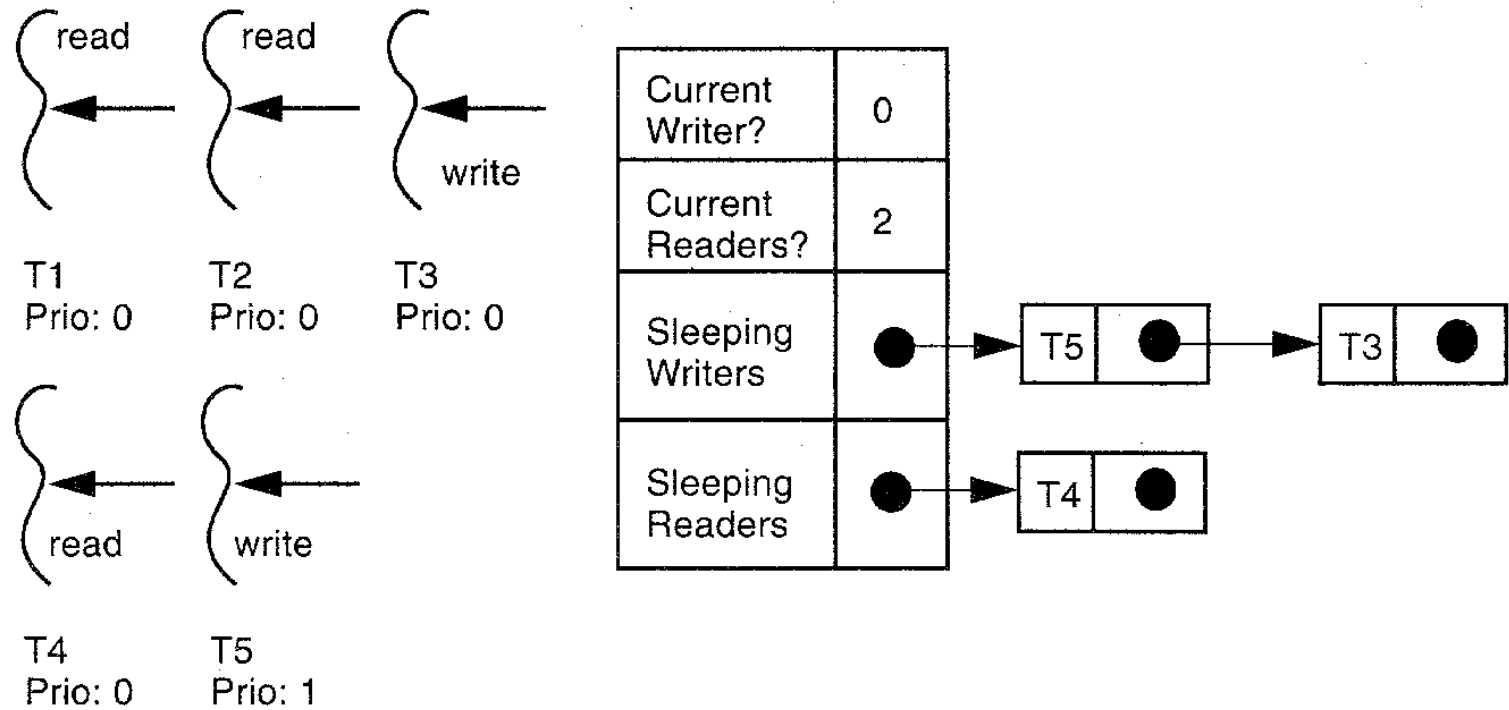 read
read
write
T1
Prio: 0
T2
Prio: 0
T3
Prio: 0
read
write
T4
Prio: 0
T5
Prio: 1
Current
Writer?
0
Current
Readers?
2
Sleeping
Writers
T5
T3
Sleeping
Readers
T4